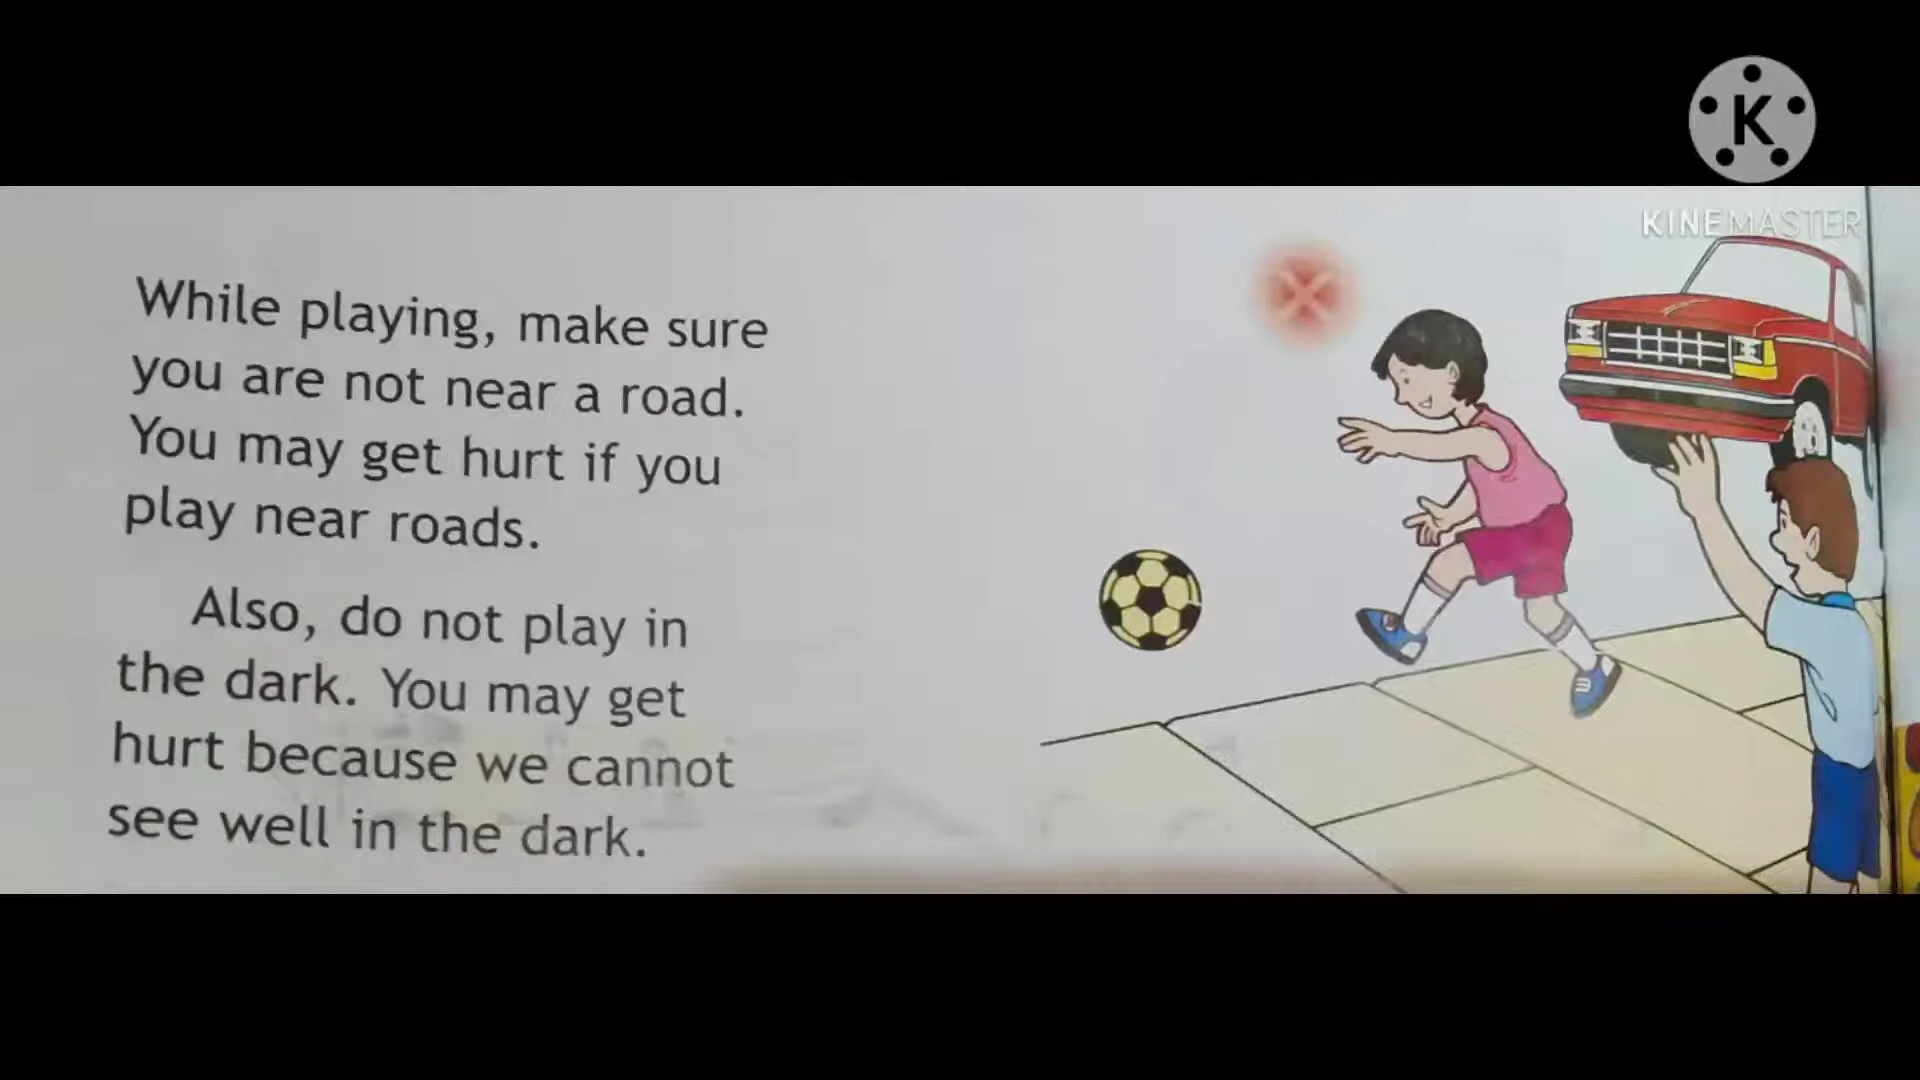 K
KINEMASTER
While playing, make sure
you are not near a road.
You may get hurt if you
play near roads.
Also, do not play in
the dark. You may get
hurt because we cannot
see well in the dark.